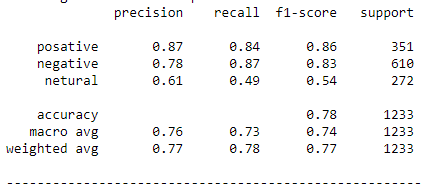 precision recall f1-score support
posative 0.87 0.84 0.86 351
negative 0.78 0.87 0.83 610
netural 0.61 0.49 0.54 272
accuracy 0.78 1233
macro avg 0.76 0.73 0.74 1233
weighted avg 0.77 0.78 0.77 1233